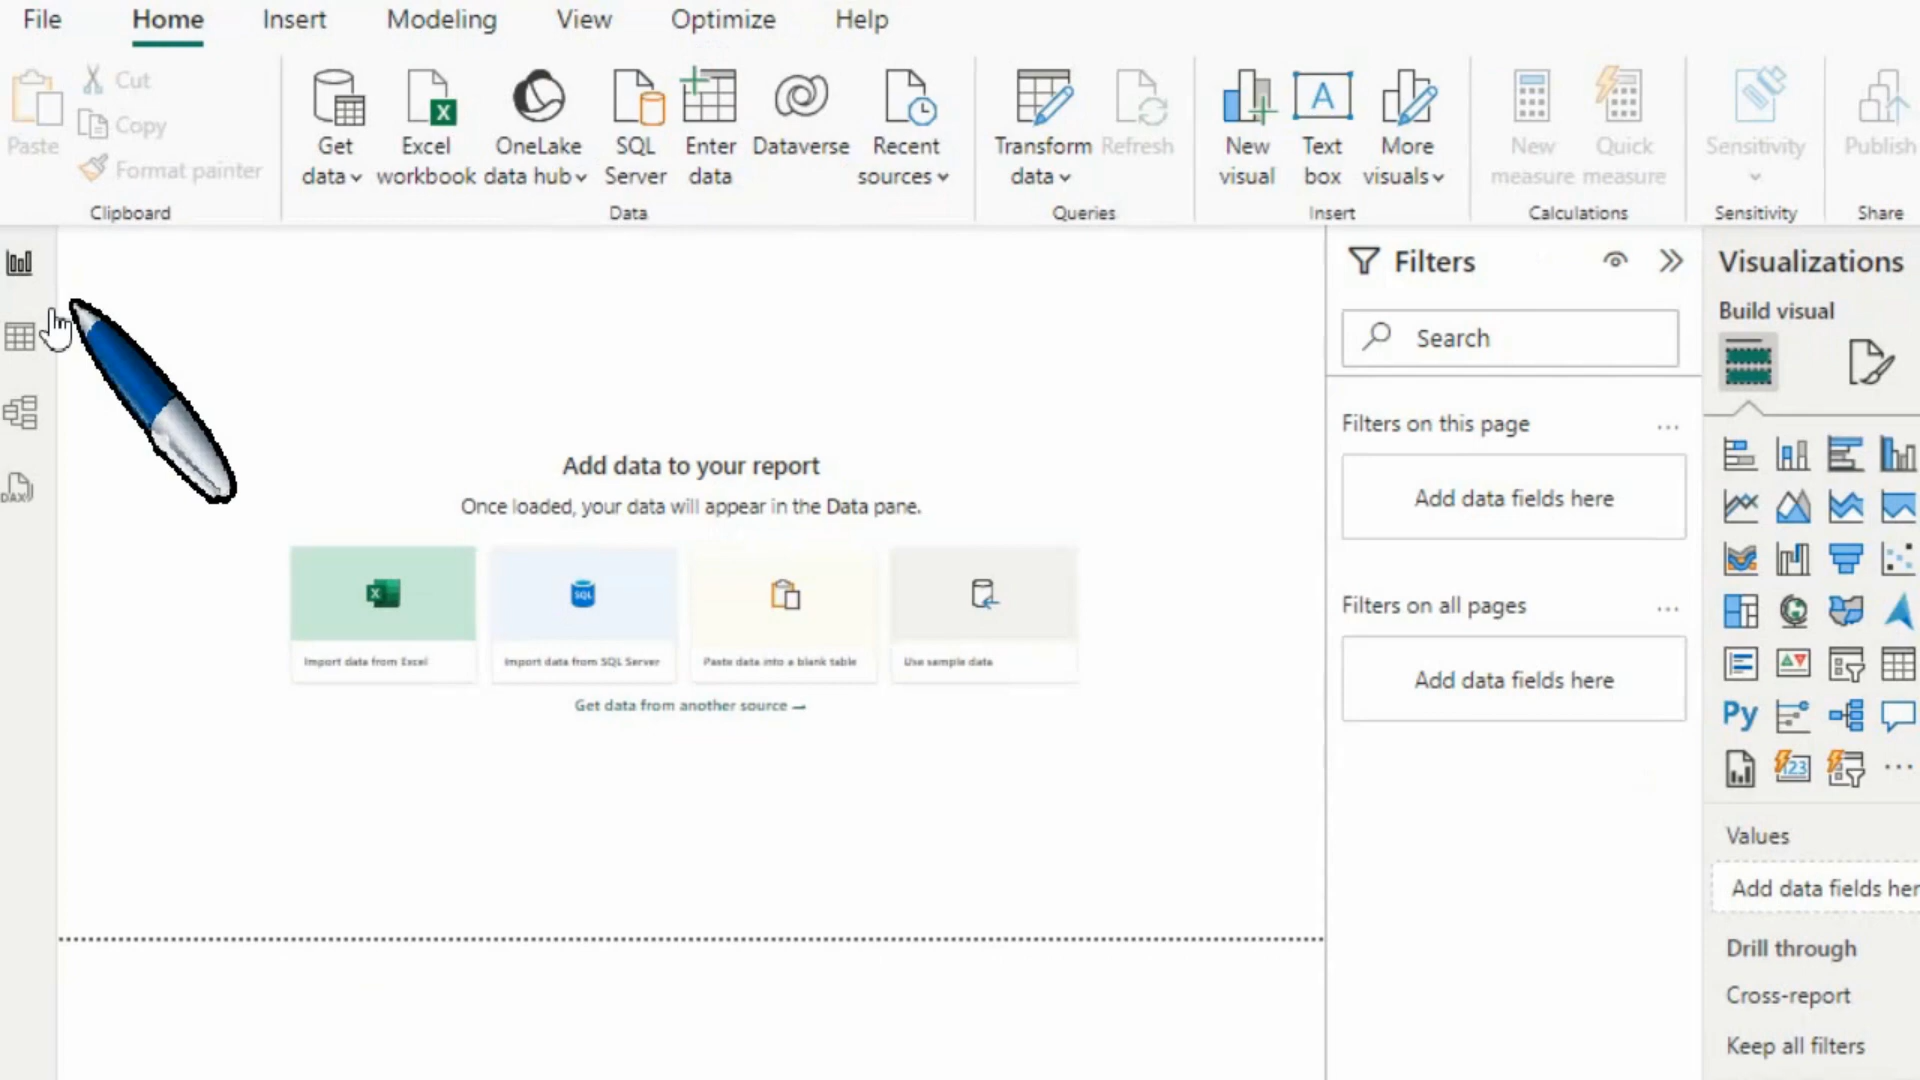 File Home Insert Modeling View Optimize Help
Paste
Cut
Copy
Format painter
Clipboard
Get data
Excel workbook
OneLake data hub
SQL Server
Enter data
Dataverse
Recent sources
Data
Transform data
Refresh
Queries
New visual
A
Text box
More visuals
Insert
New measure
Quick measure
Calculations
Sensitivity
Sensitivity
Publish
Share
DAX
Add data to your report
Once loaded, your data will appear in the Data pane.
SQL
Import data from Excel
Import data from SQL Server
Paste data into a blank table
Use sample data
Get data from another source
Filters
Search
Filters on this page
...
Add data fields here
Filters on all pages
...
Add data fields here
Visualizations
Build visual
Py
123
...
Values
Add data fields her
Drill through
Cross-report
Keep all filters